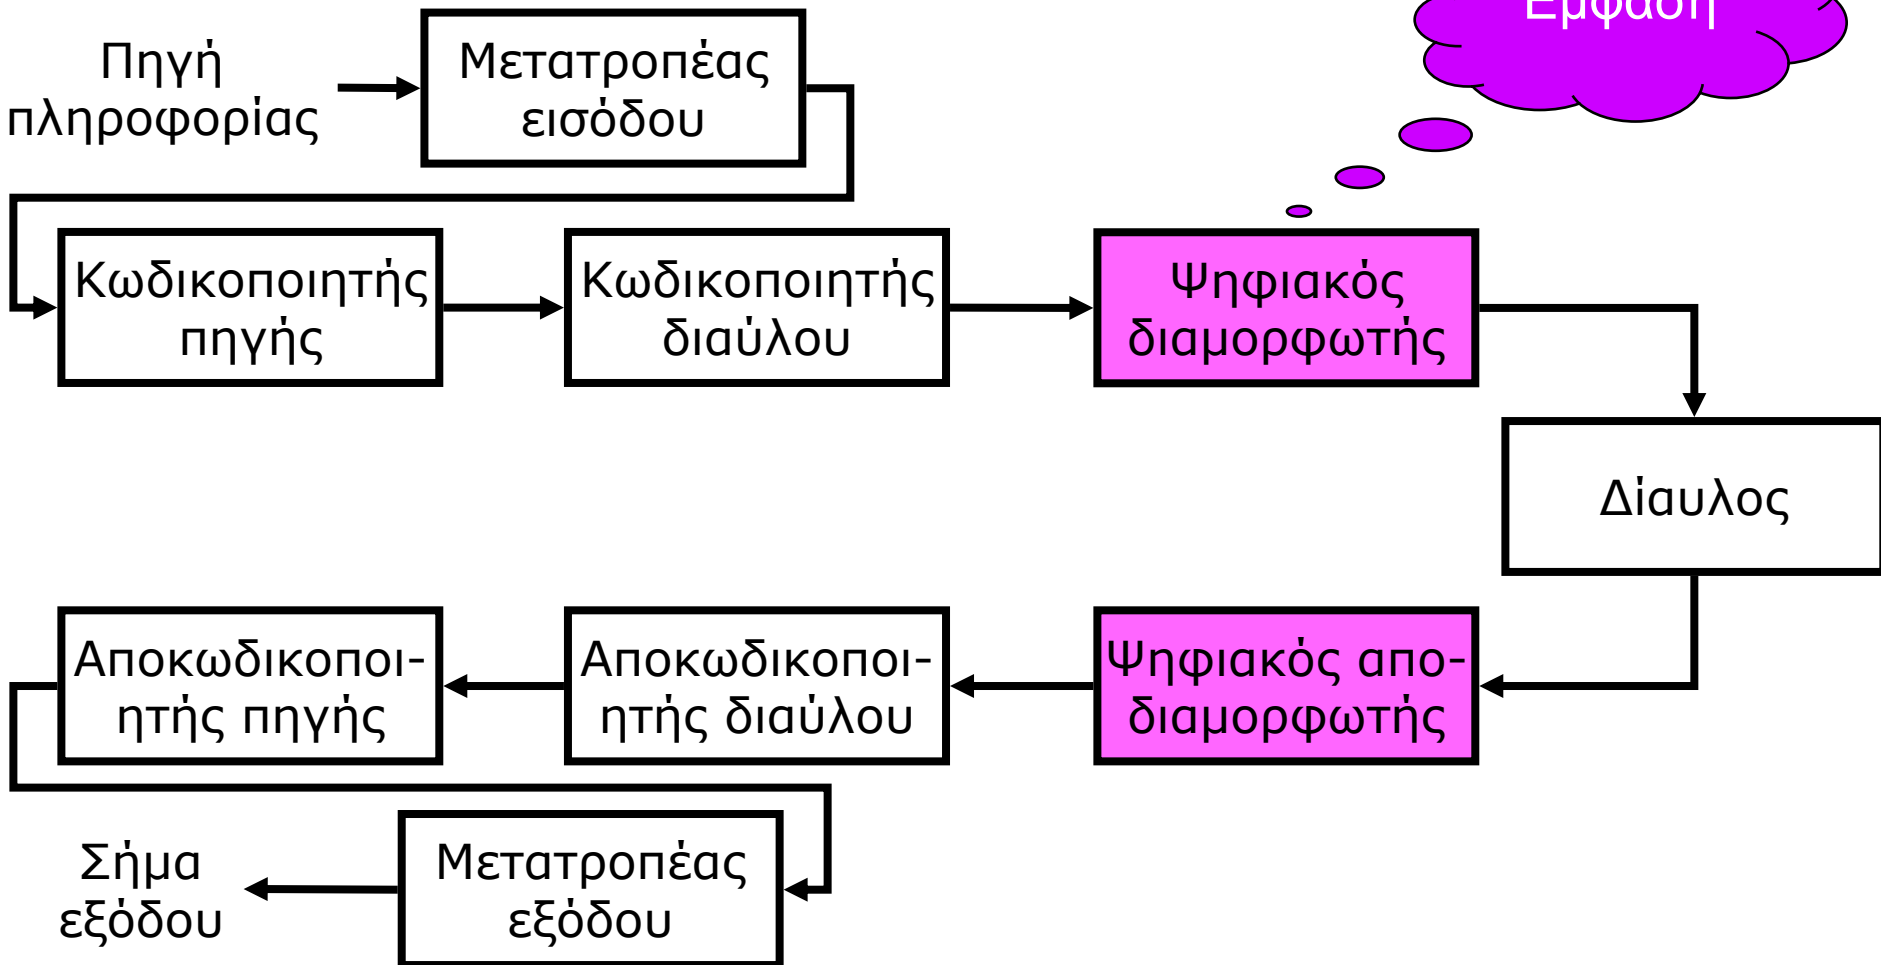 Έμφαση
Πηγή
πληροφορίας
Μετατροπέας
εισόδου
Κωδικοποιητής
πηγής
Κωδικοποιητής
διαύλου
Ψηφιακός
διαμορφωτής
Δίαυλος
Αποκωδικοποι-
ητής πηγής
Αποκωδικοποι-
ητής διαύλου
Ψηφιακός απο-
διαμορφωτής
Σήμα
εξόδου
Μετατροπέας
εξόδου